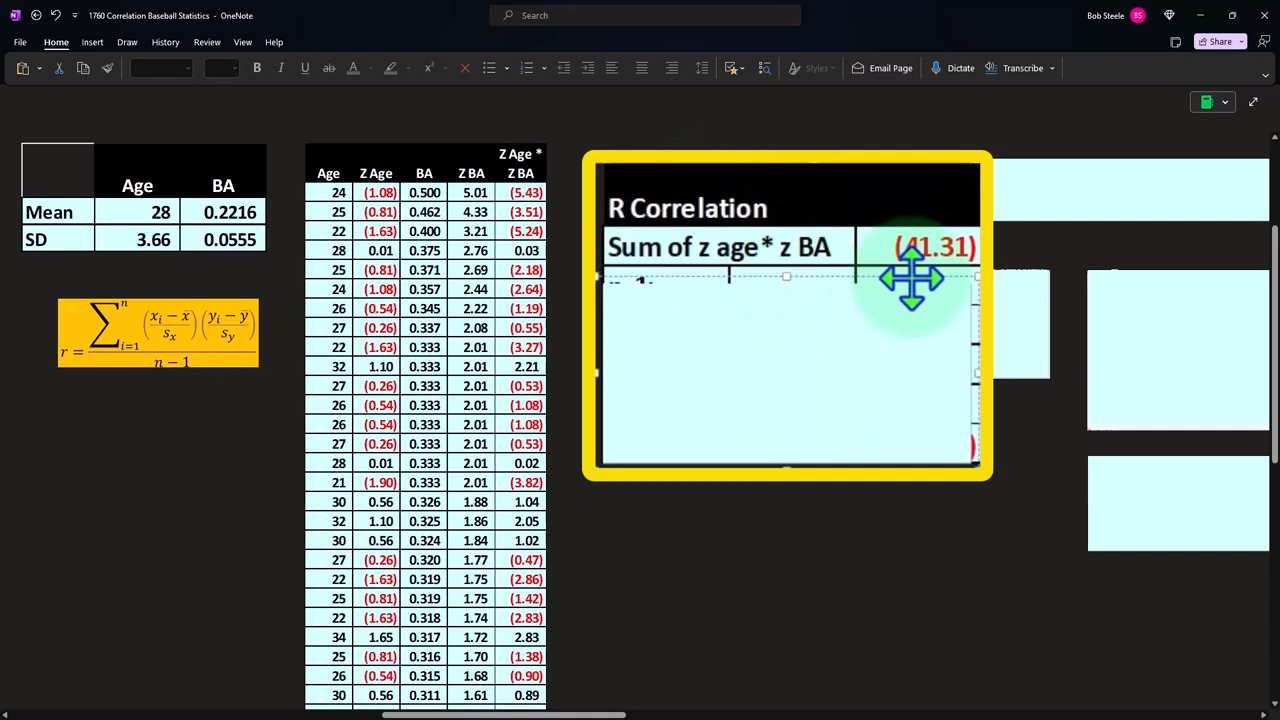 1760 Correlation Baseball Statistics - OneNote
Search
Bob Steele
BS
File Home Insert Draw History Review View Help
Share
Email Page
Dictate
Transcribe
Styles
Age BA
Mean 28 0.2216
SD 3.66 0.0555
r = ∑ n i=1 (xi − x̄ / sx) (yi − ȳ / sy) / n − 1
Z Age *
Age Z Age BA Z BA Z BA
24 (1.08) 0.500 5.01 (5.43)
25 (0.81) 0.462 4.33 (3.51)
22 (1.63) 0.400 3.21 (5.24)
28 0.01 0.375 2.76 0.03
25 (0.81) 0.371 2.69 (2.18)
24 (1.08) 0.357 2.44 (2.64)
26 (0.54) 0.345 2.22 (1.19)
27 (0.26) 0.337 2.08 (0.55)
22 (1.63) 0.333 2.01 (3.27)
32 1.10 0.333 2.01 2.21
27 (0.26) 0.333 2.01 (0.53)
26 (0.54) 0.333 2.01 (1.08)
26 (0.54) 0.333 2.01 (1.08)
27 (0.26) 0.333 2.01 (0.53)
28 0.01 0.333 2.01 0.02
21 (1.90) 0.333 2.01 (3.82)
30 0.56 0.326 1.88 1.04
32 1.10 0.325 1.86 2.05
30 0.56 0.324 1.84 1.02
27 (0.26) 0.320 1.77 (0.47)
22 (1.63) 0.319 1.75 (2.86)
25 (0.81) 0.319 1.75 (1.42)
22 (1.63) 0.318 1.74 (2.83)
34 1.65 0.317 1.72 2.83
25 (0.81) 0.316 1.70 (1.38)
26 (0.54) 0.315 1.68 (0.90)
30 0.56 0.311 1.61 0.89
R Correlation
Sum of z age* z BA (41.31)